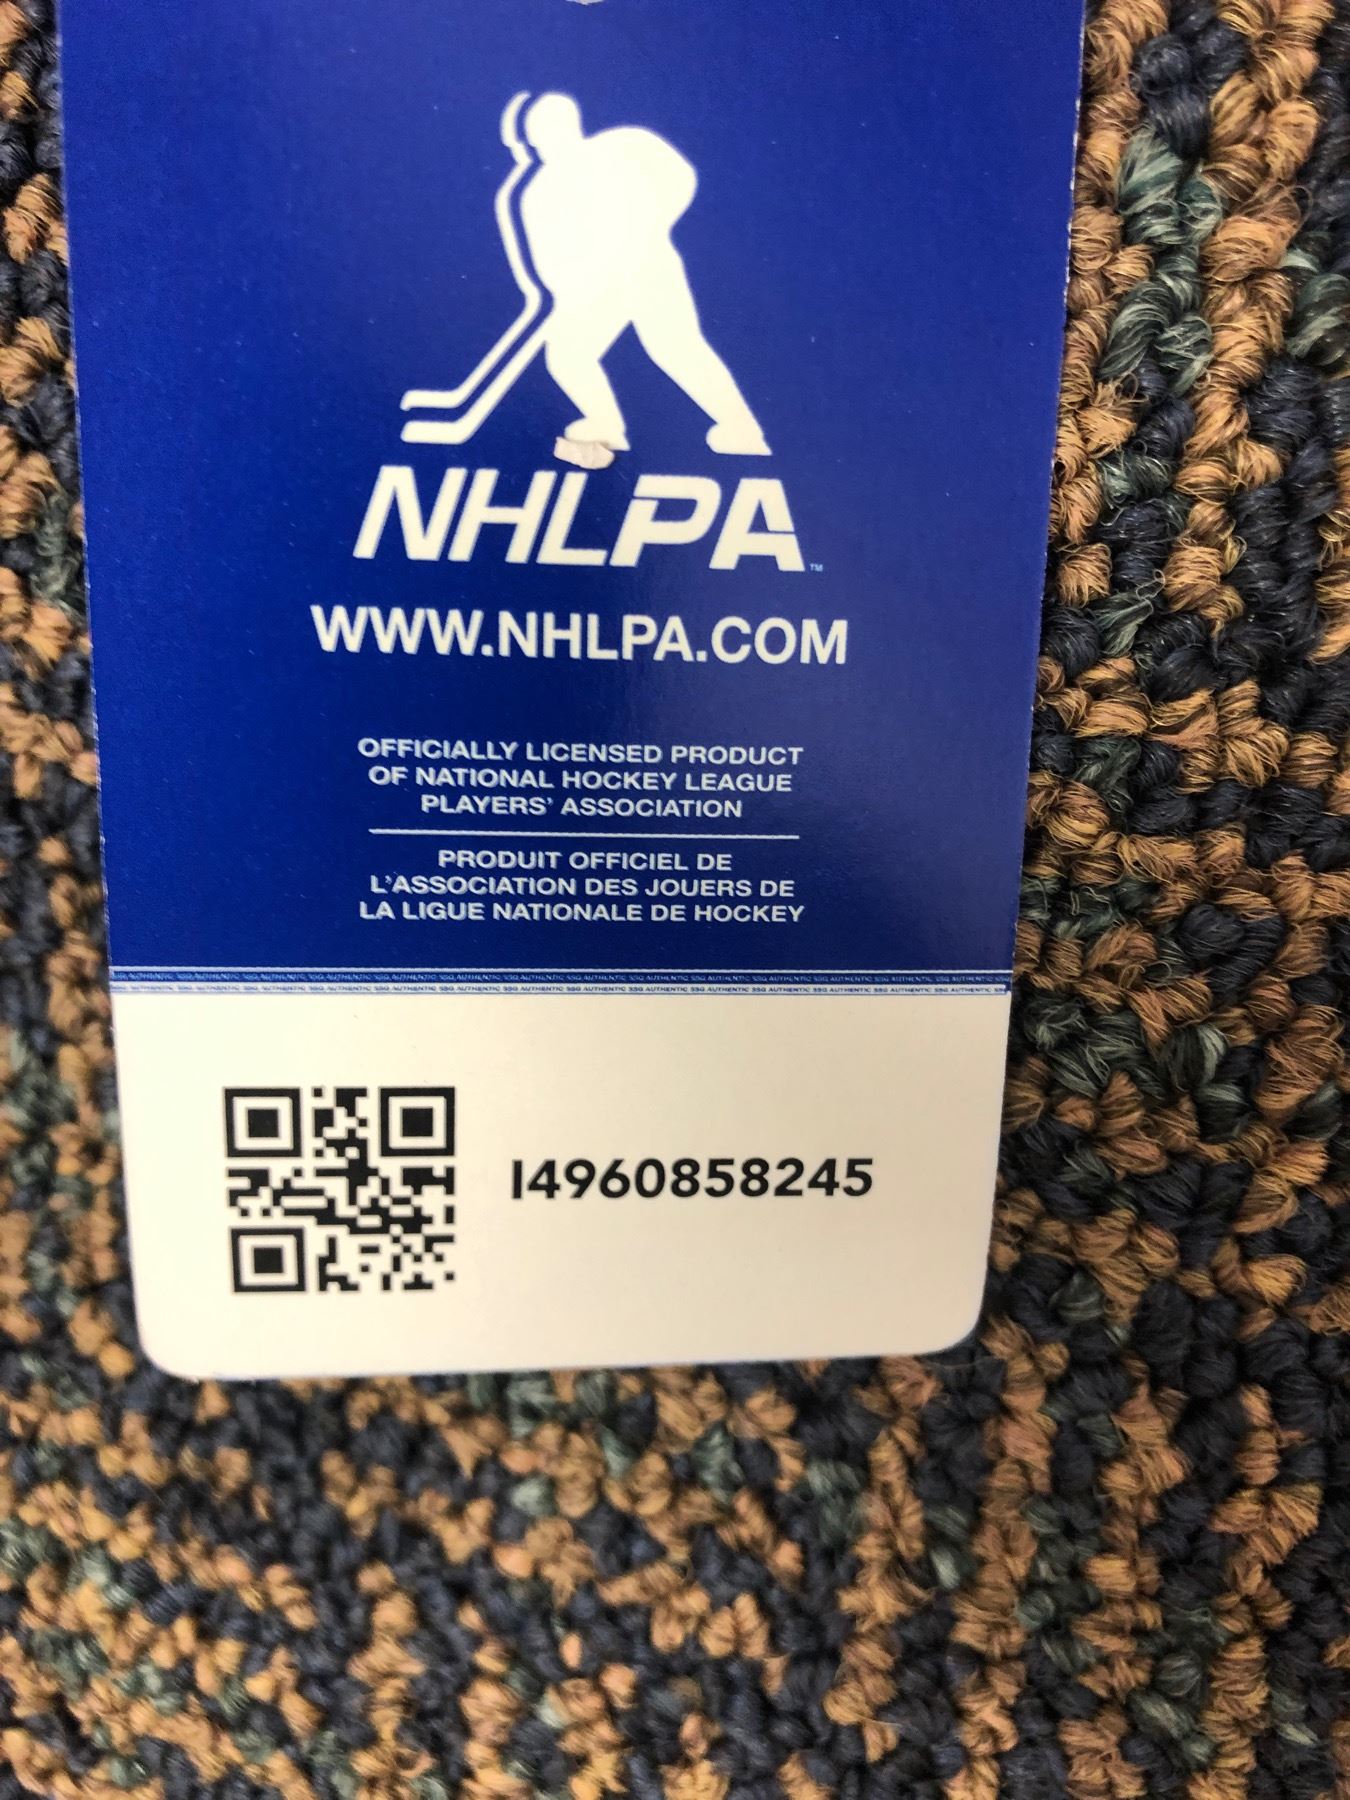 NHLPA™
WWW.NHLPA.COM
OFFICIALLY LICENSED PRODUCT
OF NATIONAL HOCKEY LEAGUE
PLAYERS' ASSOCIATION
PRODUIT OFFICIEL DE
L'ASSOCIATION DES JOUERS DE
LA LIGUE NATIONALE DE HOCKEY
I4960858245